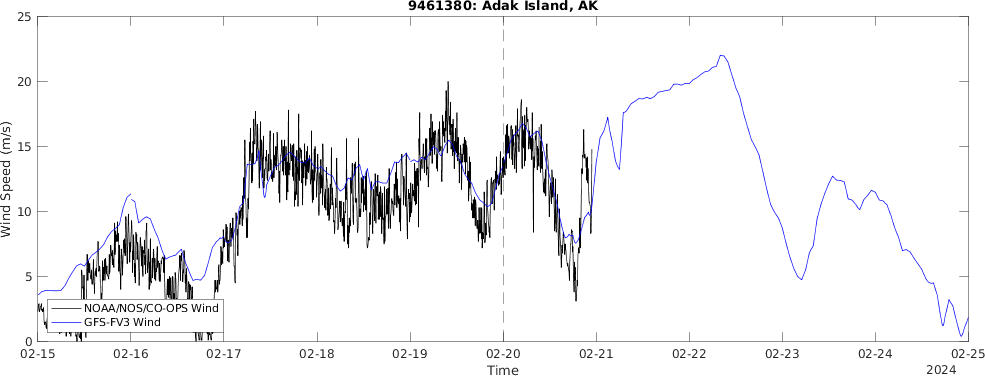 9461380: Adak Island, AK
Wind Speed (m/s)
25
20
15
10
5
0
NOAA/NOS/CO-OPS Wind
GFS-FV3 Wind
02-15 02-16 02-17 02-18 02-19 02-20 02-21 02-22 02-23 02-24 02-25
Time
2024